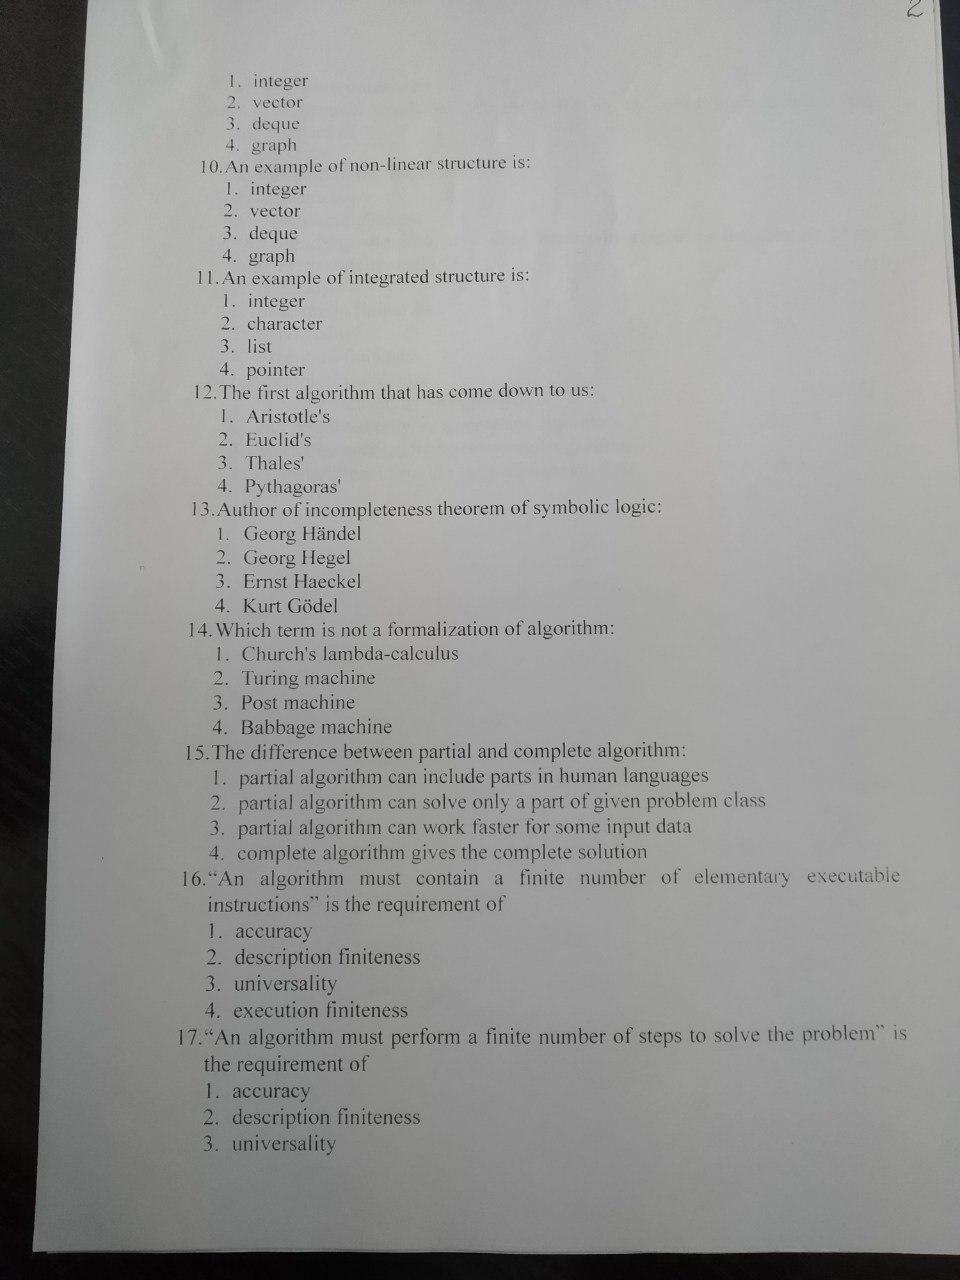 2
1. integer
2. vector
3. deque
4. graph
10. An example of non-linear structure is:
1. integer
2. vector
3. deque
4. graph
11. An example of integrated structure is:
1. integer
2. character
3. list
4. pointer
12. The first algorithm that has come down to us:
1. Aristotle's
2. Euclid's
3. Thales'
4. Pythagoras'
13. Author of incompleteness theorem of symbolic logic:
1. Georg Händel
2. Georg Hegel
3. Ernst Haeckel
4. Kurt Gödel
14. Which term is not a formalization of algorithm:
1. Church's lambda-calculus
2. Turing machine
3. Post machine
4. Babbage machine
15. The difference between partial and complete algorithm:
1. partial algorithm can include parts in human languages
2. partial algorithm can solve only a part of given problem class
3. partial algorithm can work faster for some input data
4. complete algorithm gives the complete solution
16. “An algorithm must contain a finite number of elementary executable
instructions” is the requirement of
1. accuracy
2. description finiteness
3. universality
4. execution finiteness
17. “An algorithm must perform a finite number of steps to solve the problem” is
the requirement of
1. accuracy
2. description finiteness
3. universality